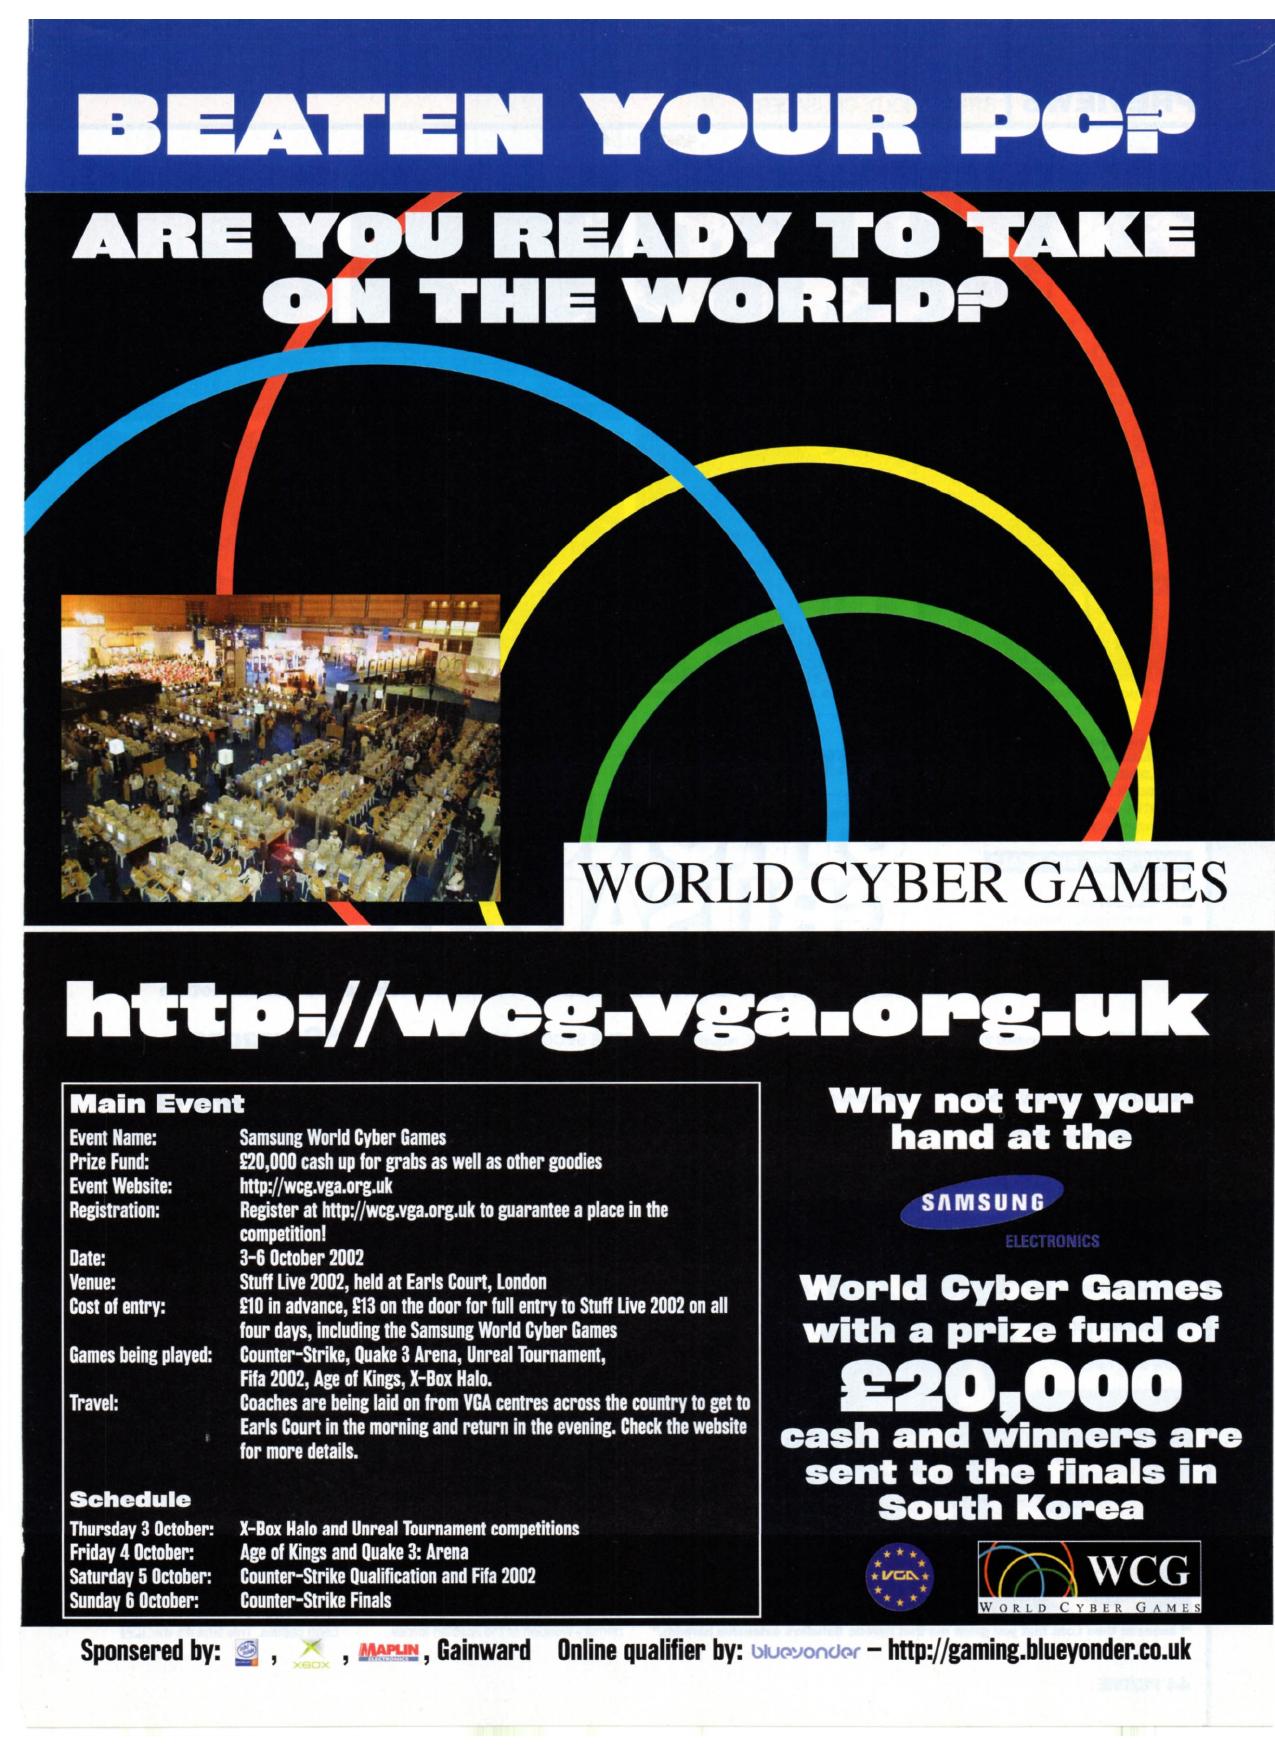 BEATEN YOUR PC?
ARE YOU READY TO TAKE
ON THE WORLD?
WORLD CYBER GAMES
http://wcg.vga.org.uk
Main Event
Event Name: Samsung World Cyber Games
Prize Fund: £20,000 cash up for grabs as well as other goodies
Event Website: http://wcg.vga.org.uk
Registration: Register at http://wcg.vga.org.uk to guarantee a place in the
competition!
Date: 3-6 October 2002
Venue: Stuff Live 2002, held at Earls Court, London
Cost of entry: £10 in advance, £13 on the door for full entry to Stuff Live 2002 on all
four days, including the Samsung World Cyber Games
Games being played: Counter-Strike, Quake 3 Arena, Unreal Tournament,
Fifa 2002, Age of Kings, X-Box Halo.
Travel: Coaches are being laid on from VGA centres across the country to get to
Earls Court in the morning and return in the evening. Check the website
for more details.
Schedule
Thursday 3 October: X-Box Halo and Unreal Tournament competitions
Friday 4 October: Age of Kings and Quake 3: Arena
Saturday 5 October: Counter-Strike Qualification and Fifa 2002
Sunday 6 October: Counter-Strike Finals
Why not try your
hand at the
SAMSUNG
ELECTRONICS
World Cyber Games
with a prize fund of
£20,000
cash and winners are
sent to the finals in
South Korea
VGA
WCG
WORLD CYBER GAMES
Sponsered by: , XBOX , MAPLIN ELECTRONICS , Gainward Online qualifier by: blueyonder – http://gaming.blueyonder.co.uk